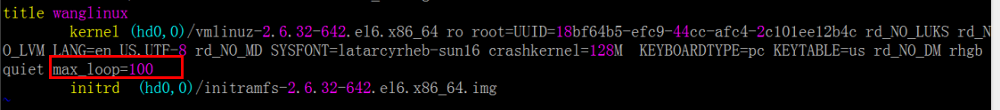 title wanglinux
kernel (hd0,0)/vmlinuz-2.6.32-642.el6.x86_64 ro root=UUID=18bf64b5-efc9-44cc-afc4-2c101ee12b4c rd_NO_LUKS rd_N
O_LVM LANG=en_US.UTF-8 rd_NO_MD SYSFONT=latarcyrheb-sun16 crashkernel=128M  KEYBOARDTYPE=pc KEYTABLE=us rd_NO_DM rhgb
quiet max_loop=100
initrd (hd0,0)/initramfs-2.6.32-642.el6.x86_64.img
~